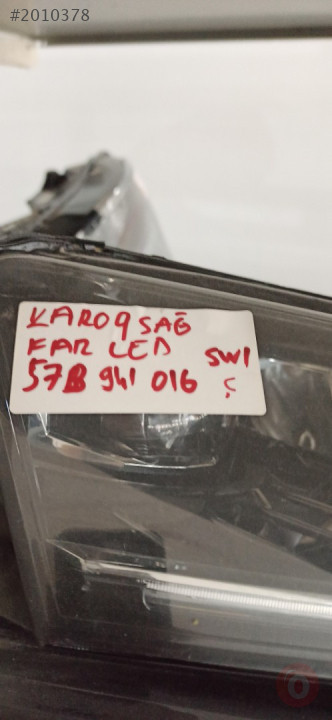 #2010378
KAROQ SAĞ
FAR LED SW1
57B 941 016 Ç